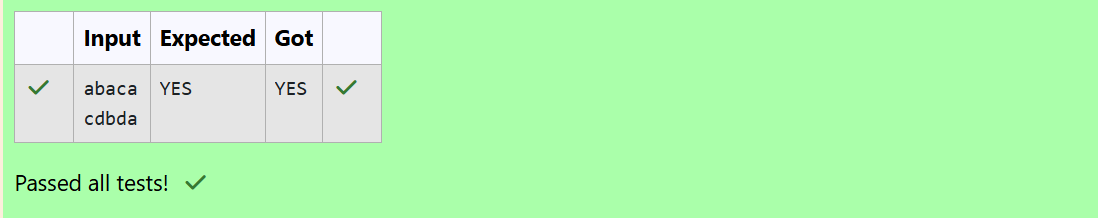 Input Expected Got
abaca YES YES
cdbda
Passed all tests!